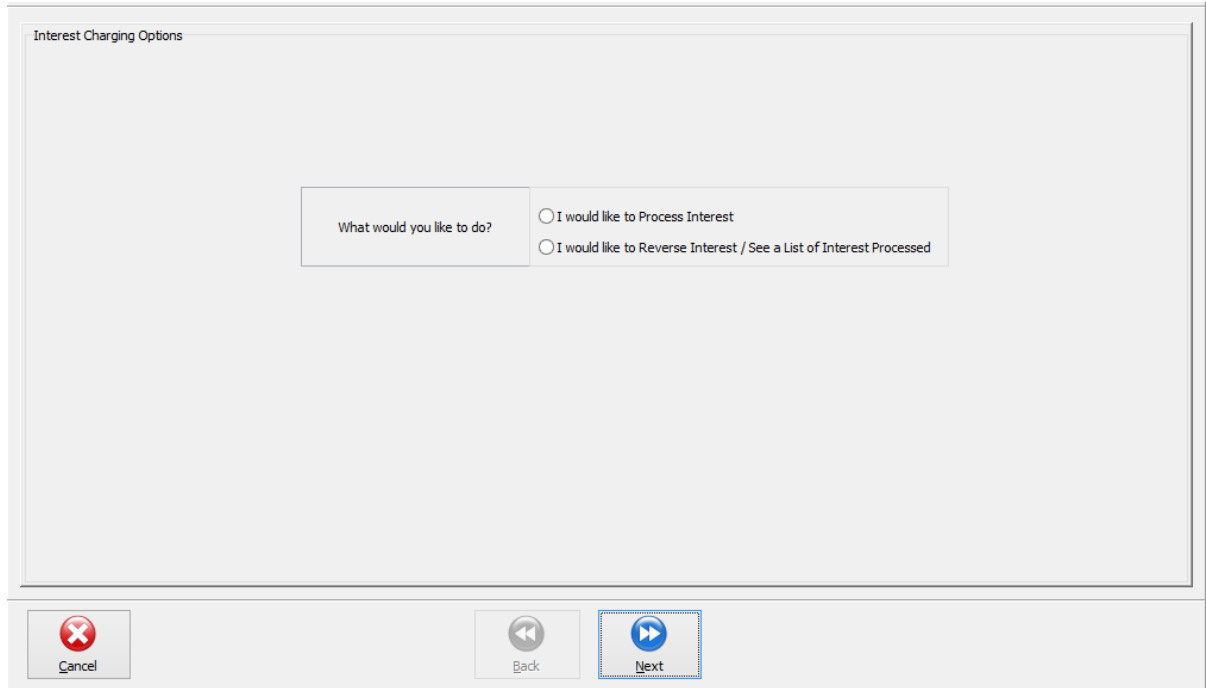 Interest Charging Options
What would you like to do?
I would like to Process Interest
I would like to Reverse Interest / See a List of Interest Processed
Cancel
Back
Next